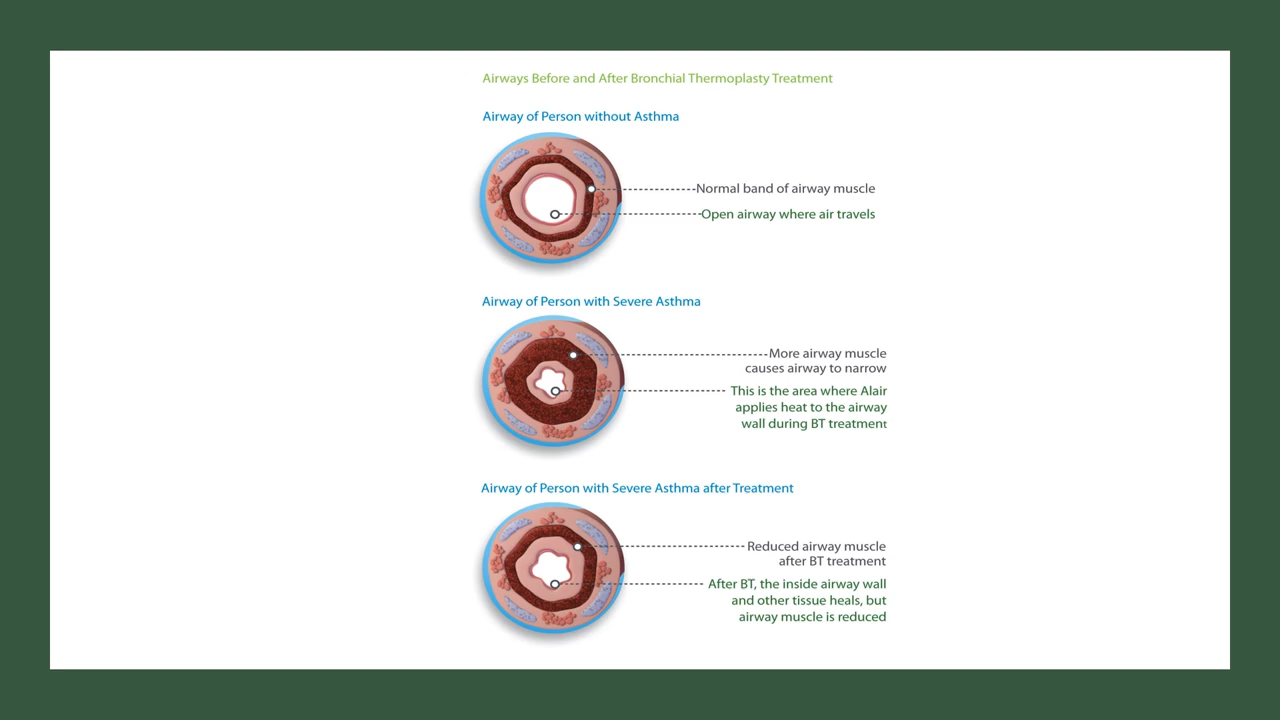 Airways Before and After Bronchial Thermoplasty Treatment
Airway of Person without Asthma
Normal band of airway muscle
Open airway where air travels
Airway of Person with Severe Asthma
More airway muscle
causes airway to narrow
This is the area where Alair
applies heat to the airway
wall during BT treatment
Airway of Person with Severe Asthma after Treatment
Reduced airway muscle
after BT treatment
After BT, the inside airway wall
and other tissue heals, but
airway muscle is reduced